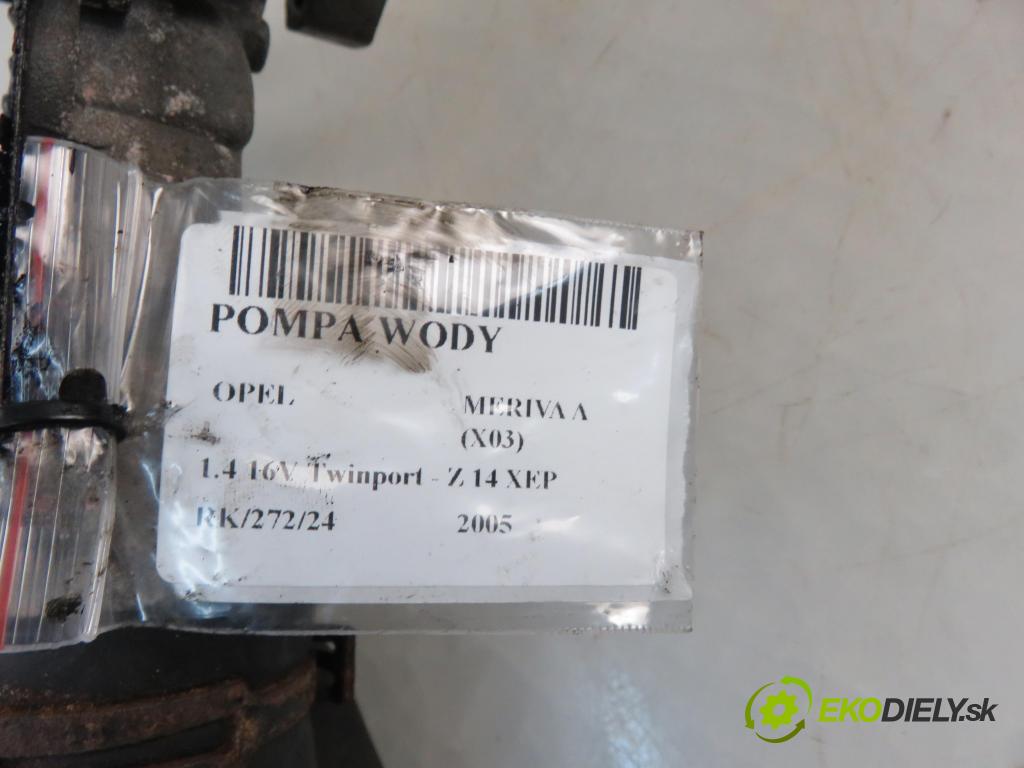 POMPA WODY
OPEL MERIVA A
(X03)
1.4 16V Twinport - Z 14 XEP
RK/272/24 2005
EKODIELY.sk